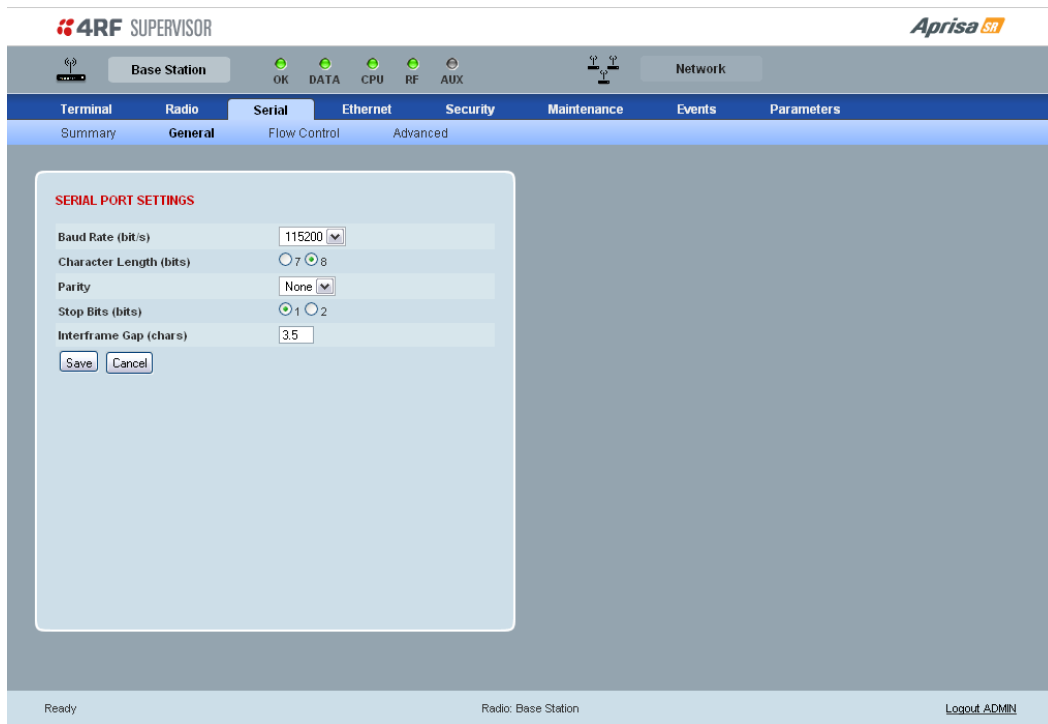 4RF SUPERVISOR
Aprisa SR
Base Station
OK DATA CPU RF AUX
Network
Terminal Radio Serial Ethernet Security Maintenance Events Parameters
Summary General Flow Control Advanced
SERIAL PORT SETTINGS
Baud Rate (bit/s) 115200
Character Length (bits) 7 8
Parity None
Stop Bits (bits) 1 2
Interframe Gap (chars) 3.5
Save Cancel
Ready Radio: Base Station Logout ADMIN